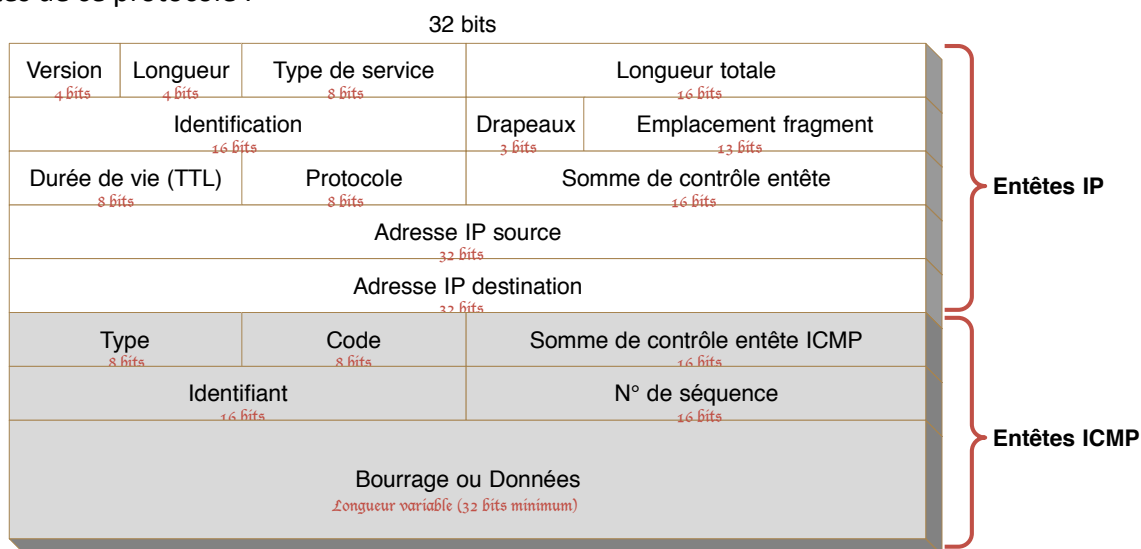 32 bits
Version Longueur Type de service Longueur totale
4 bits 4 bits 8 bits 16 bits
Identification Drapeaux Emplacement fragment
16 bits 3 bits 13 bits
Durée de vie (TTL) Protocole Somme de contrôle entête
8 bits 8 bits 16 bits
Entêtes IP
Adresse IP source
32 bits
Adresse IP destination
32 bits
Type Code Somme de contrôle entête ICMP
8 bits 8 bits 16 bits
Identifiant N° de séquence
16 bits 16 bits
Entêtes ICMP
Bourrage ou Données
Longueur variable (32 bits minimum)